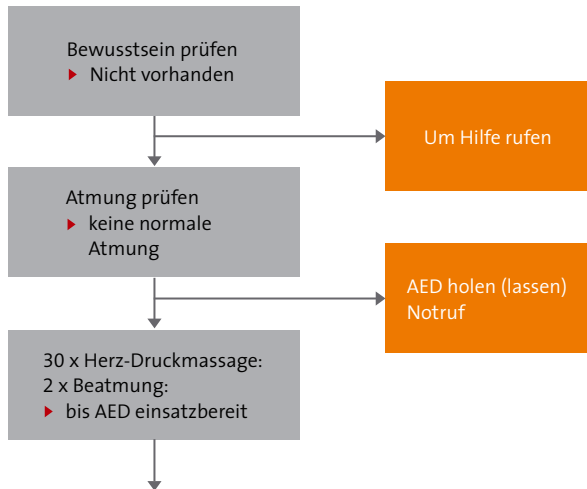 Bewusstsein prüfen
Nicht vorhanden
Um Hilfe rufen
Atmung prüfen
keine normale
Atmung
AED holen (lassen)
Notruf
30 x Herz-Druckmassage:
2 x Beatmung:
bis AED einsatzbereit